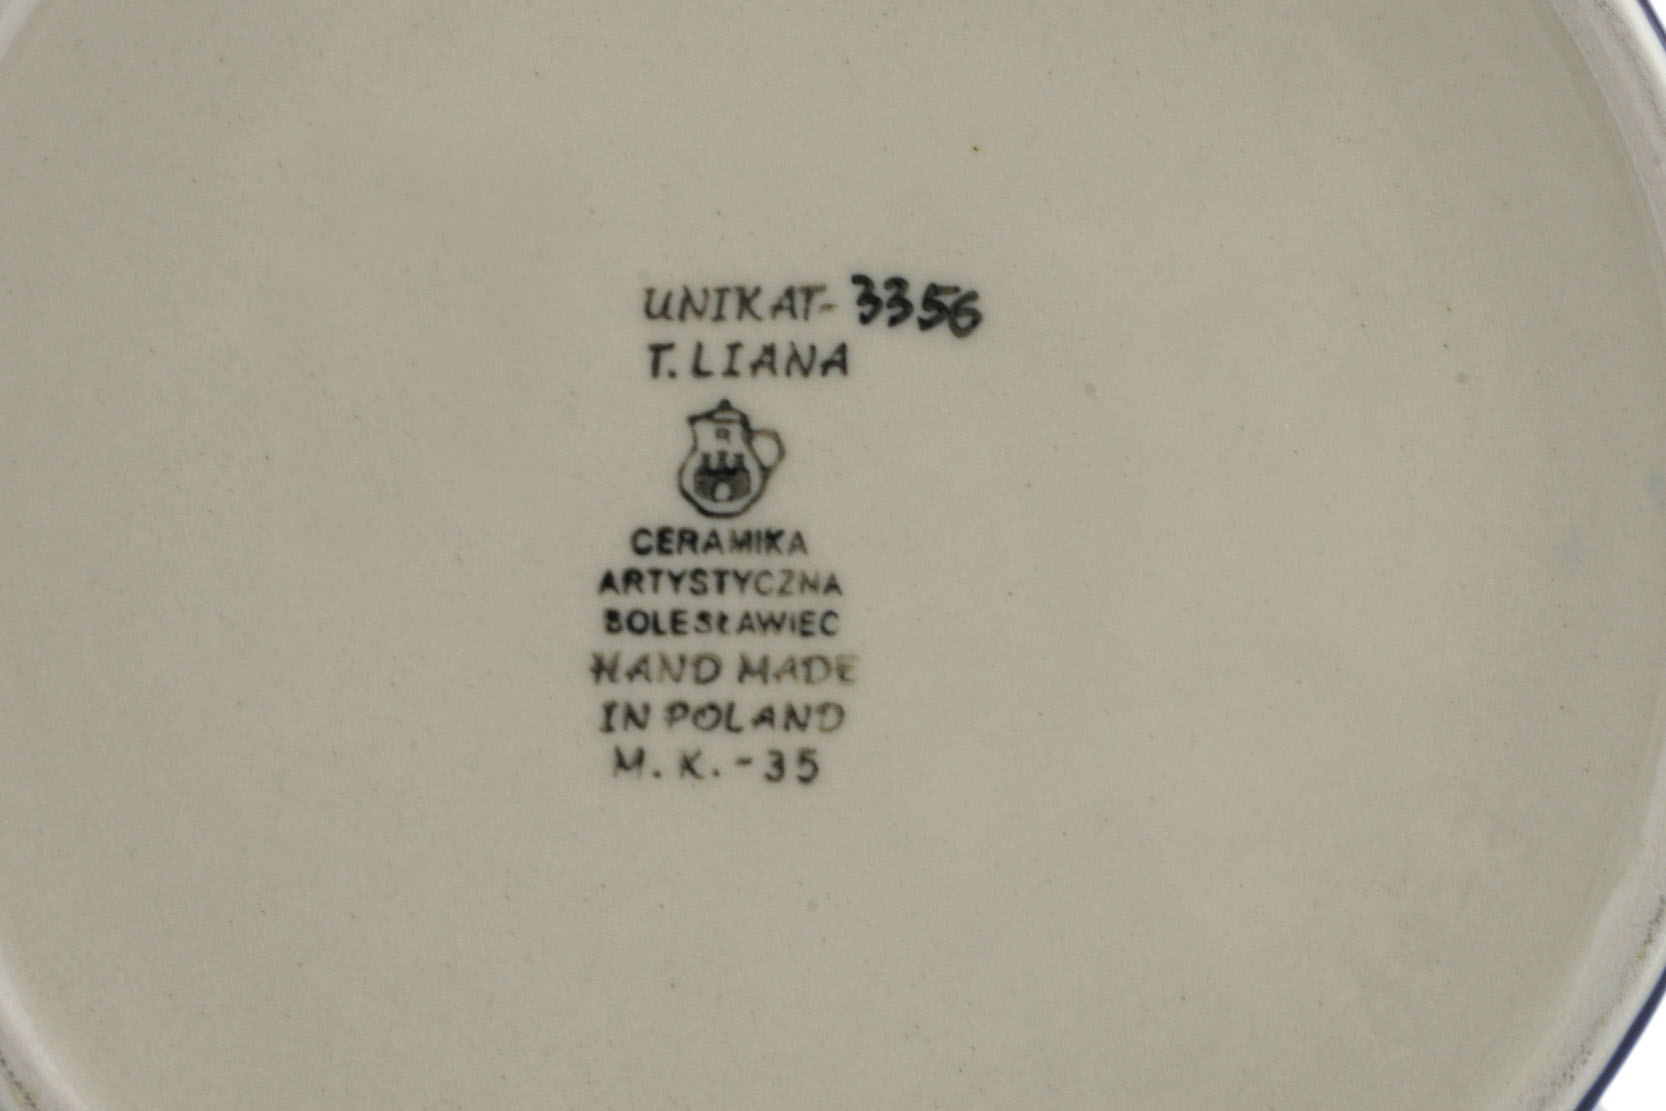 UNIKAT-3356
T. LIANA
R
CERAMIKA
ARTYSTYCZNA
BOLESŁAWIEC
HAND MADE
IN POLAND
M. K. - 35